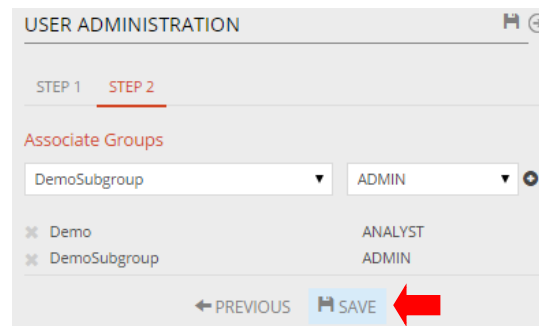 USER ADMINISTRATION
STEP 1 STEP 2
Associate Groups
DemoSubgroup ADMIN
Demo ANALYST
DemoSubgroup ADMIN
PREVIOUS SAVE